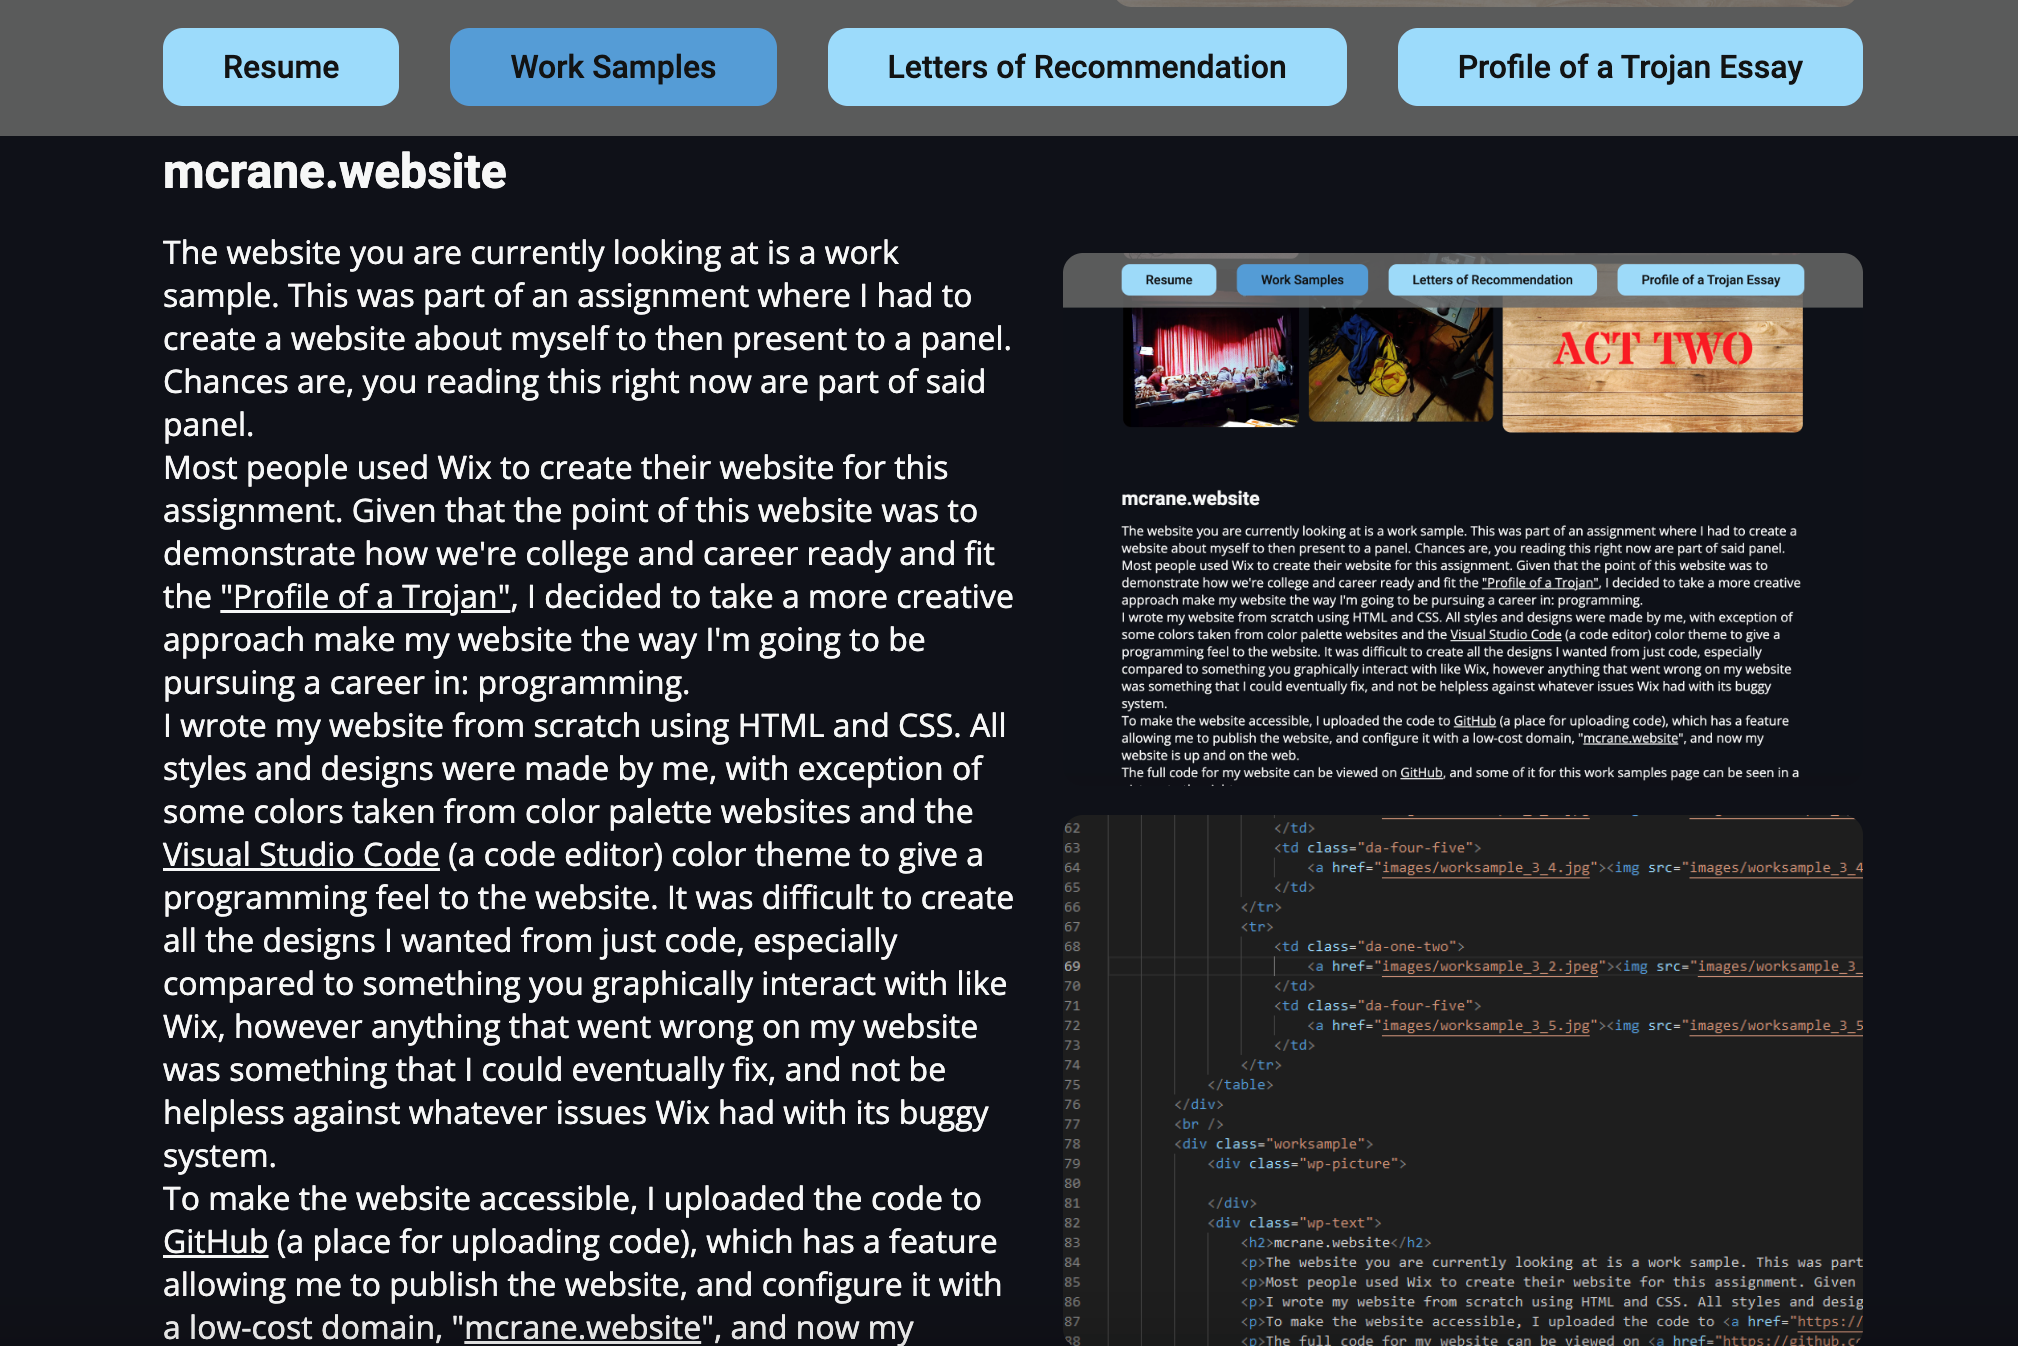 Resume
Work Samples
Letters of Recommendation
Profile of a Trojan Essay
mcrane.website
The website you are currently looking at is a work
sample. This was part of an assignment where I had to
create a website about myself to then present to a panel.
Chances are, you reading this right now are part of said
panel.
Most people used Wix to create their website for this
assignment. Given that the point of this website was to
demonstrate how we're college and career ready and fit
the "Profile of a Trojan", I decided to take a more creative
approach make my website the way I'm going to be
pursuing a career in: programming.
I wrote my website from scratch using HTML and CSS. All
styles and designs were made by me, with exception of
some colors taken from color palette websites and the
Visual Studio Code (a code editor) color theme to give a
programming feel to the website. It was difficult to create
all the designs I wanted from just code, especially
compared to something you graphically interact with like
Wix, however anything that went wrong on my website
was something that I could eventually fix, and not be
helpless against whatever issues Wix had with its buggy
system.
To make the website accessible, I uploaded the code to
GitHub (a place for uploading code), which has a feature
allowing me to publish the website, and configure it with
a low-cost domain, "mcrane.website", and now my
Resume
Work Samples
Letters of Recommendation
Profile of a Trojan Essay
ACT TWO
mcrane.website
The website you are currently looking at is a work sample. This was part of an assignment where I had to create a
website about myself to then present to a panel. Chances are, you reading this right now are part of said panel.
Most people used Wix to create their website for this assignment. Given that the point of this website was to
demonstrate how we're college and career ready and fit the "Profile of a Trojan", I decided to take a more creative
approach make my website the way I'm going to be pursuing a career in: programming.
I wrote my website from scratch using HTML and CSS. All styles and designs were made by me, with exception of
some colors taken from color palette websites and the Visual Studio Code (a code editor) color theme to give a
programming feel to the website. It was difficult to create all the designs I wanted from just code, especially
compared to something you graphically interact with like Wix, however anything that went wrong on my website
was something that I could eventually fix, and not be helpless against whatever issues Wix had with its buggy
system.
To make the website accessible, I uploaded the code to GitHub (a place for uploading code), which has a feature
allowing me to publish the website, and configure it with a low-cost domain, "mcrane.website", and now my
website is up and on the web.
The full code for my website can be viewed on GitHub, and some of it for this work samples page can be seen in a
62 </td>
63 <td class="da-four-five">
64 <a href="images/worksample_3_4.jpg"><img src="images/worksample_3_4
65 </td>
66 </tr>
67 <tr>
68 <td class="da-one-two">
69 <a href="images/worksample_3_2.jpeg"><img src="images/worksample_3_
70 </td>
71 <td class="da-four-five">
72 <a href="images/worksample_3_5.jpg"><img src="images/worksample_3_5
73 </td>
74 </tr>
75 </table>
76 </div>
77 <br />
78 <div class="worksample">
79 <div class="wp-picture">
80
81 </div>
82 <div class="wp-text">
83 <h2>mcrane.website</h2>
84 <p>The website you are currently looking at is a work sample. This was part
85 <p>Most people used Wix to create their website for this assignment. Given
86 <p>I wrote my website from scratch using HTML and CSS. All styles and desig
87 <p>To make the website accessible, I uploaded the code to <a href="https://
88 <p>The full code for my website can be viewed on <a href="https://github.c